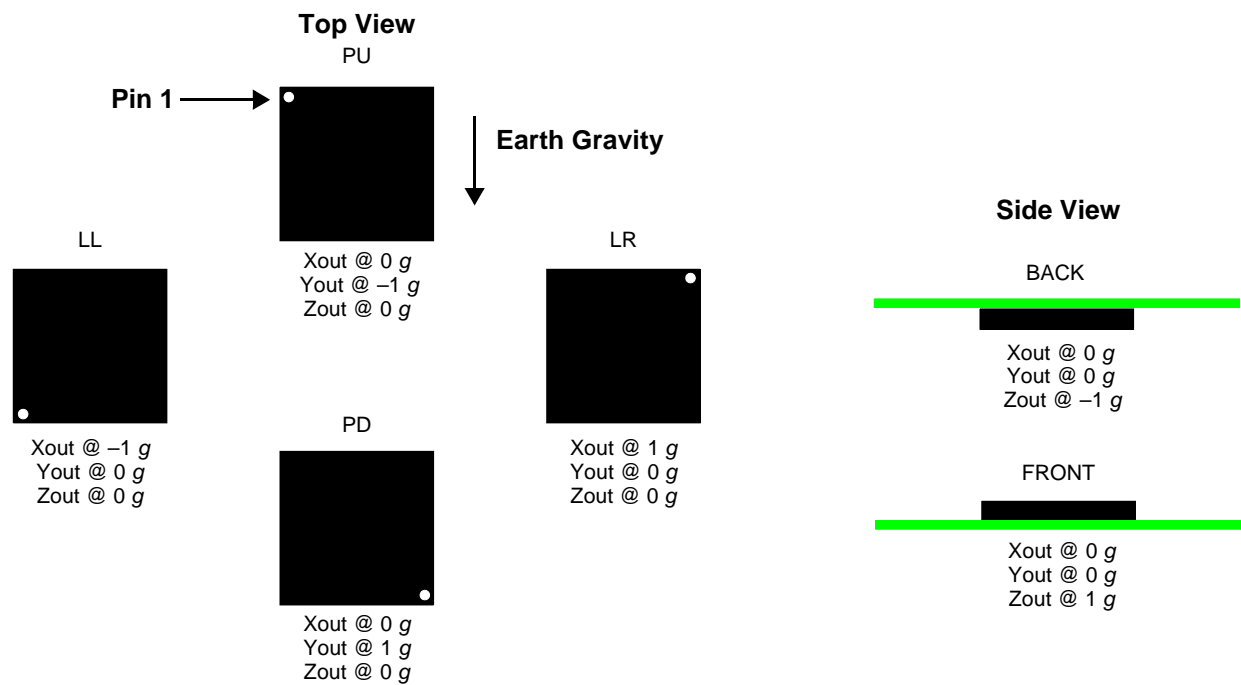 Top View
PU
Pin 1
Earth Gravity
Xout @ 0 g
Yout @ –1 g
Zout @ 0 g
LL
Xout @ –1 g
Yout @ 0 g
Zout @ 0 g
LR
Xout @ 1 g
Yout @ 0 g
Zout @ 0 g
PD
Xout @ 0 g
Yout @ 1 g
Zout @ 0 g
Side View
BACK
Xout @ 0 g
Yout @ 0 g
Zout @ –1 g
FRONT
Xout @ 0 g
Yout @ 0 g
Zout @ 1 g